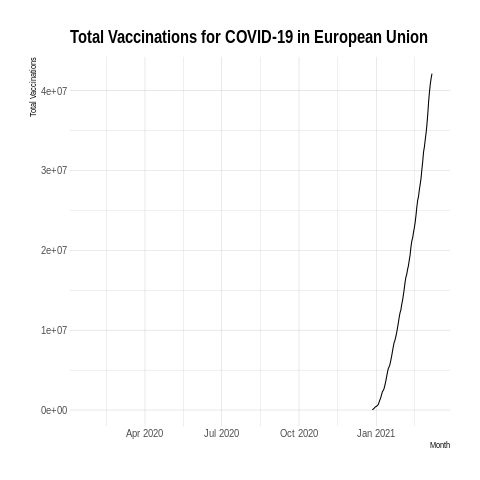 Total Vaccinations for COVID-19 in European Union
Total Vaccinations
4e+07
3e+07
2e+07
1e+07
0e+00
Apr 2020 Jul 2020 Oct 2020 Jan 2021
Month